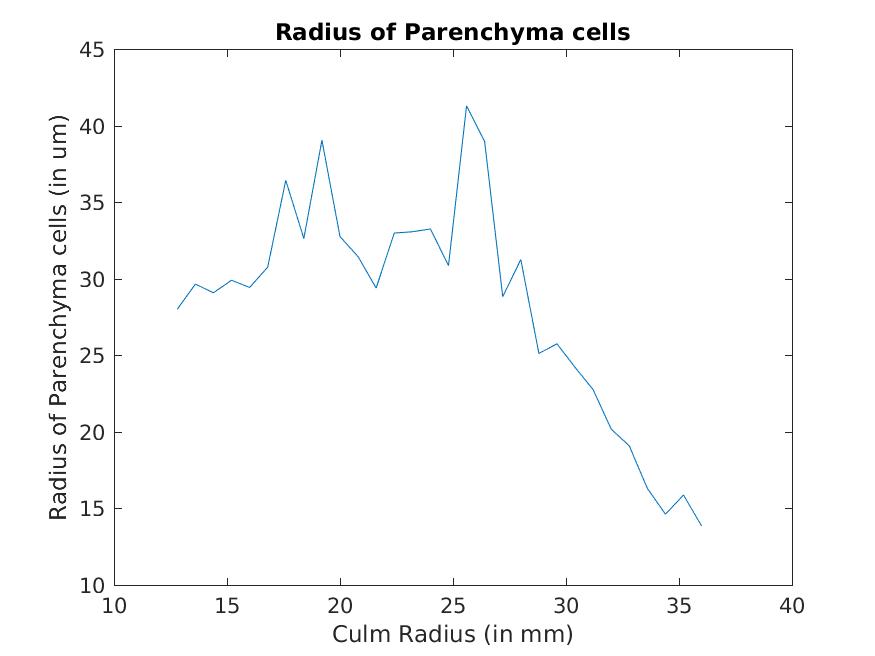 Radius of Parenchyma cells
45
40
35
30
25
20
15
10
Radius of Parenchyma cells (in um)
10 15 20 25 30 35 40
Culm Radius (in mm)